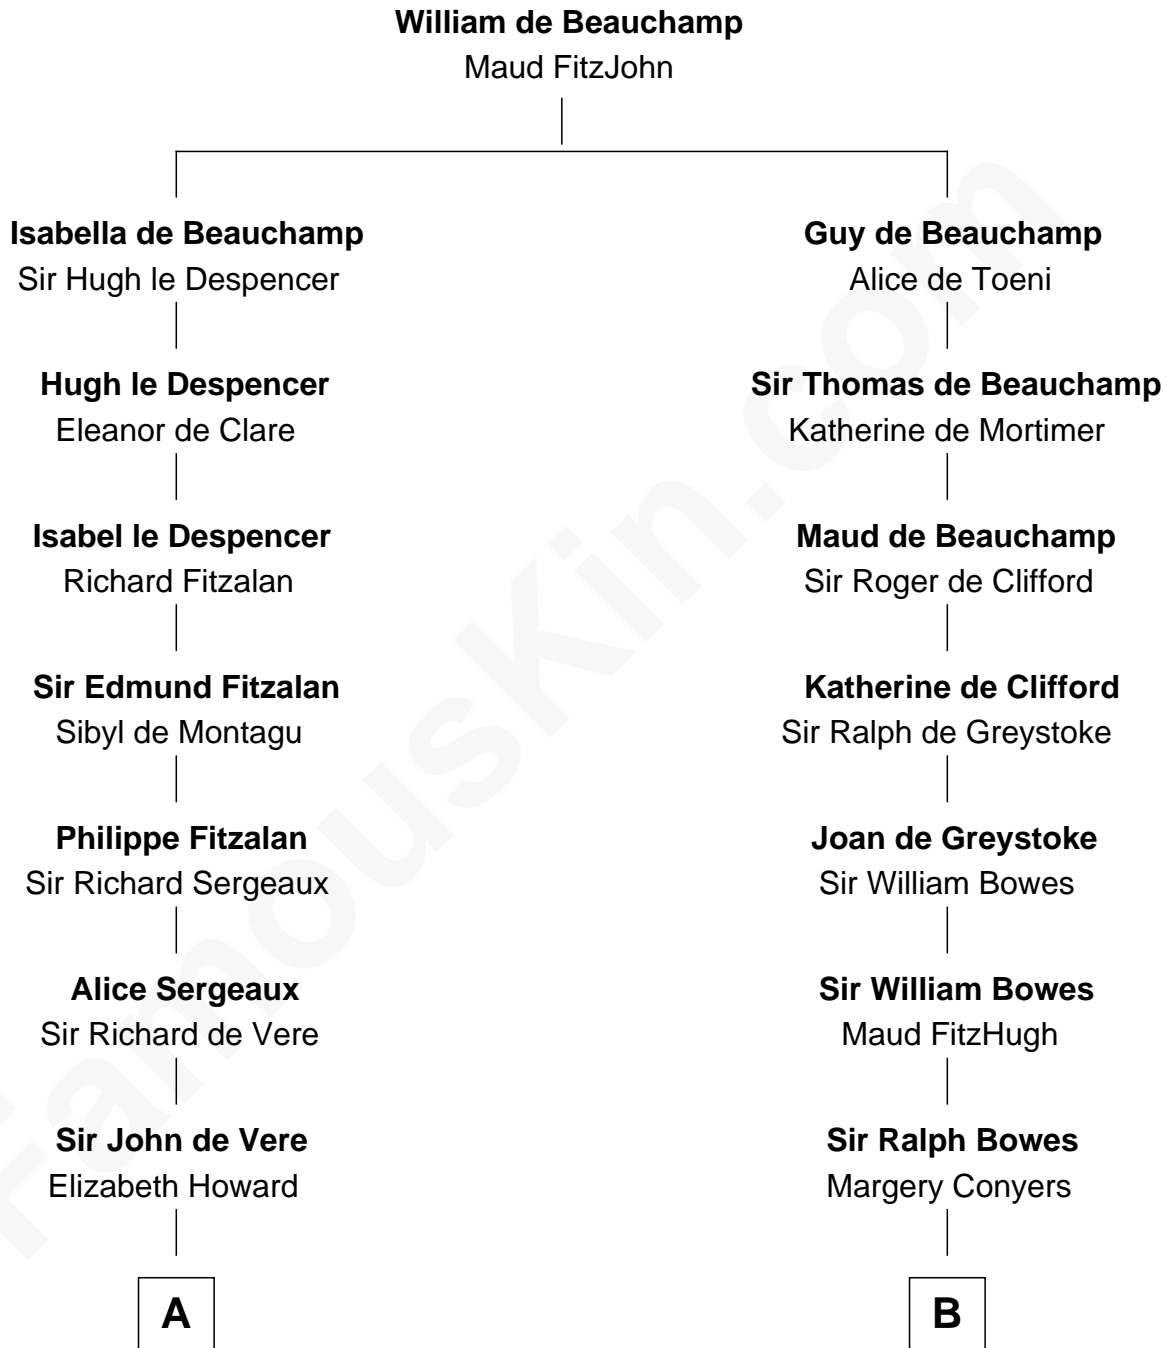 William de Beauchamp
Maud FitzJohn
Isabella de Beauchamp
Sir Hugh le Despencer
Guy de Beauchamp
Alice de Toeni
Hugh le Despencer
Eleanor de Clare
Sir Thomas de Beauchamp
Katherine de Mortimer
Isabel le Despencer
Richard Fitzalan
Maud de Beauchamp
Sir Roger de Clifford
Sir Edmund Fitzalan
Sibyl de Montagu
Katherine de Clifford
Sir Ralph de Greystoke
Philippe Fitzalan
Sir Richard Sergeaux
Joan de Greystoke
Sir William Bowes
Alice Sergeaux
Sir Richard de Vere
Sir William Bowes
Maud FitzHugh
Sir John de Vere
Elizabeth Howard
Sir Ralph Bowes
Margery Conyers
A
B
FamousKin.com